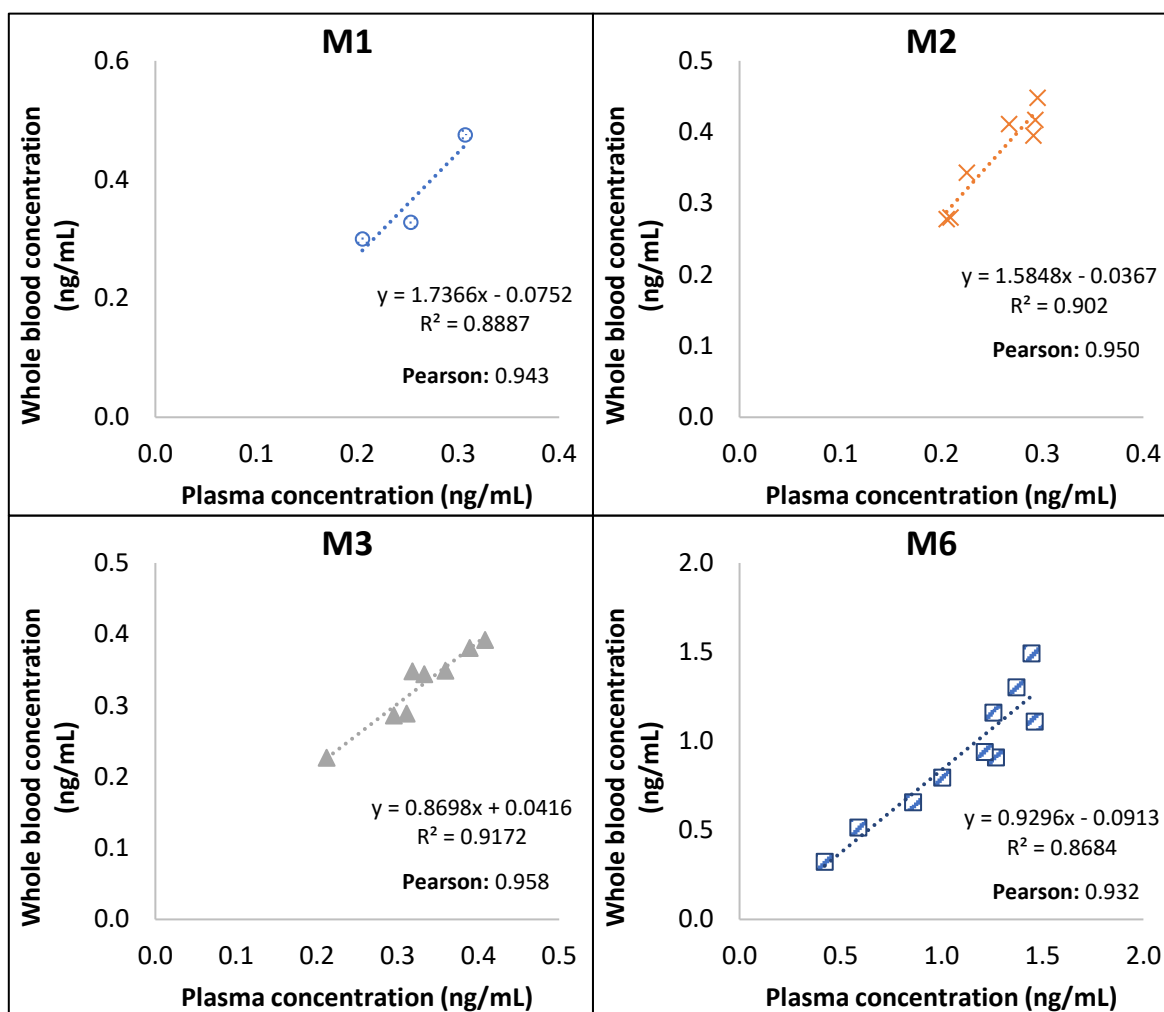 M1
Whole blood concentration
(ng/mL)
0.6
0.4
0.2
0.0
y = 1.7366x - 0.0752
R² = 0.8887
Pearson: 0.943
0.0 0.1 0.2 0.3 0.4
Plasma concentration (ng/mL)
M2
Whole blood concentration
(ng/mL)
0.5
0.4
0.3
0.2
0.1
0.0
y = 1.5848x - 0.0367
R² = 0.902
Pearson: 0.950
0.0 0.1 0.2 0.3 0.4
Plasma concentration (ng/mL)
M3
Whole blood concentration
(ng/mL)
0.5
0.4
0.3
0.2
0.1
0.0
y = 0.8698x + 0.0416
R² = 0.9172
Pearson: 0.958
0.0 0.1 0.2 0.3 0.4 0.5
Plasma concentration (ng/mL)
M6
Whole blood concentration
(ng/mL)
2.0
1.5
1.0
0.5
0.0
y = 0.9296x - 0.0913
R² = 0.8684
Pearson: 0.932
0.0 0.5 1.0 1.5 2.0
Plasma concentration (ng/mL)